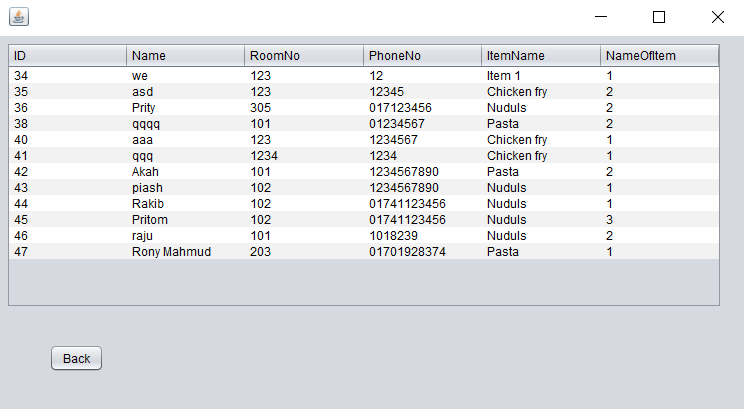 ID Name RoomNo PhoneNo ItemName NameOfItem
34 we 123 12 Item 1 1
35 asd 123 12345 Chicken fry 2
36 Prity 305 017123456 Nuduls 2
38 qqqq 101 01234567 Pasta 2
40 aaa 123 1234567 Chicken fry 1
41 qqq 1234 1234 Chicken fry 1
42 Akah 101 1234567890 Pasta 2
43 piash 102 1234567890 Nuduls 1
44 Rakib 102 01741123456 Nuduls 1
45 Pritom 102 01741123456 Nuduls 3
46 raju 101 1018239 Nuduls 2
47 Rony Mahmud 203 01701928374 Pasta 1
Back